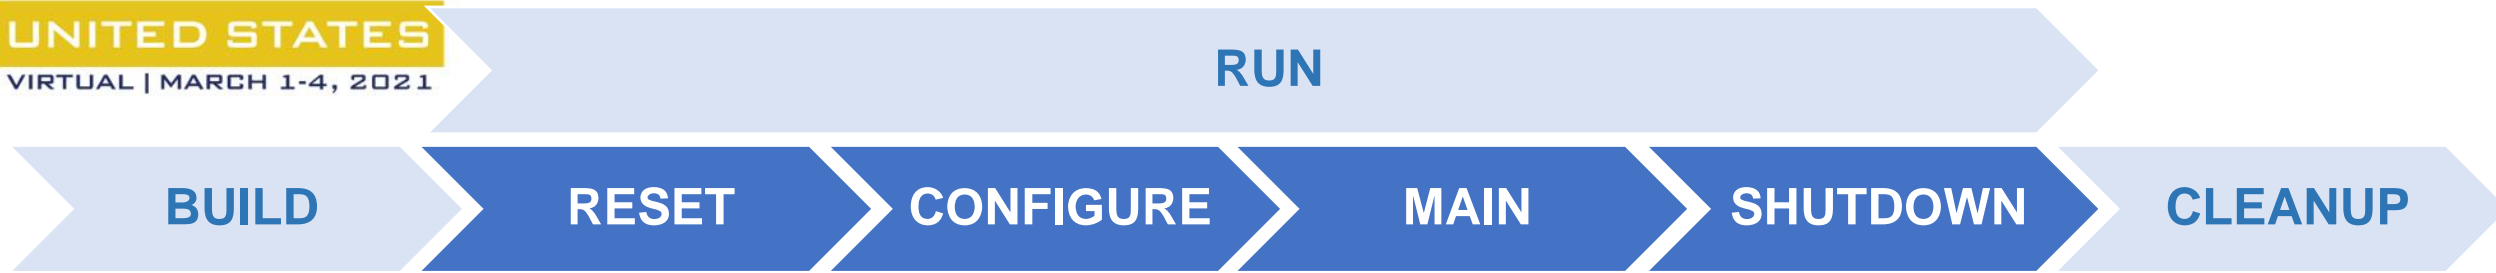 UNITED STATES
VIRTUAL | MARCH 1-4, 2021
RUN
BUILD
RESET
CONFIGURE
MAIN
SHUTDOWN
CLEANUP